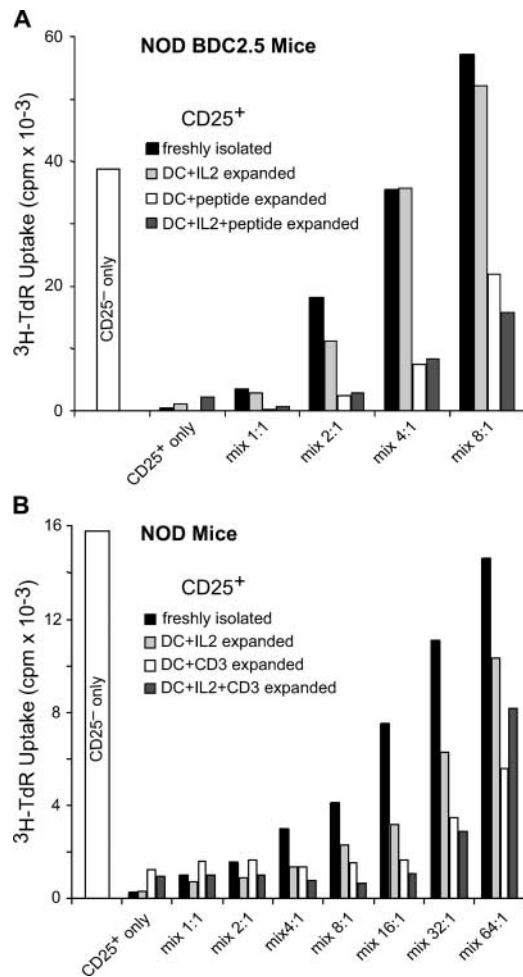 A
NOD BDC2.5 Mice
CD25+
freshly isolated
DC+IL2 expanded
DC+peptide expanded
DC+IL2+peptide expanded
3H-TdR Uptake (cpm x 10-3)
60
40
20
0
CD25− only
CD25+ only
mix 1:1
mix 2:1
mix 4:1
mix 8:1
B
NOD Mice
CD25+
freshly isolated
DC+IL2 expanded
DC+CD3 expanded
DC+IL2+CD3 expanded
3H-TdR Uptake (cpm x 10-3)
16
12
8
4
0
CD25− only
CD25+ only
mix 1:1
mix 2:1
mix4:1
mix 8:1
mix 16:1
mix 32:1
mix 64:1